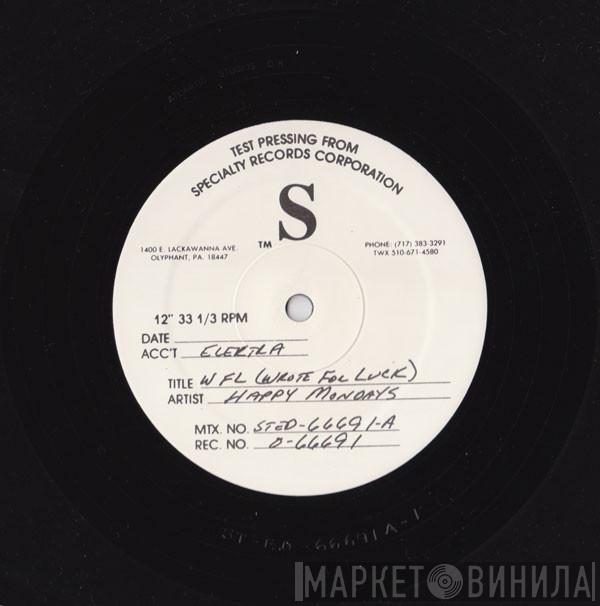 TEST PRESSING FROM
SPECIALTY RECORDS CORPORATION
S
TM
1400 E. LACKAWANNA AVE.
OLYPHANT, PA. 18447
PHONE: (717) 383-3291
TWX 510-671-4580
12" 33 1/3 RPM
DATE
ACC'T ELEKTRA
TITLE WFL (WROTE FOR LUCK)
ARTIST HAPPY MONDAYS
MTX. NO. STED-66691-A
REC. NO. 0-66691
МАРКЕТ ВИНИЛА